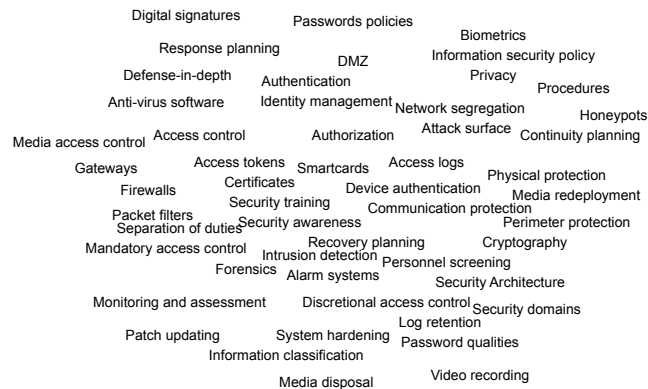 Digital signatures
Passwords policies
Biometrics
Response planning
Information security policy
DMZ
Defense-in-depth
Authentication
Privacy
Procedures
Anti-virus software
Identity management
Network segregation
Honeypots
Media access control
Access control
Authorization
Attack surface
Continuity planning
Gateways
Access tokens
Smartcards
Access logs
Physical protection
Firewalls
Certificates
Device authentication
Media redeployment
Security training
Communication protection
Packet filters
Separation of duties
Security awareness
Perimeter protection
Mandatory access control
Recovery planning
Cryptography
Intrusion detection
Personnel screening
Forensics
Alarm systems
Security Architecture
Monitoring and assessment
Discretional access control
Security domains
Log retention
Patch updating
System hardening
Password qualities
Information classification
Media disposal
Video recording